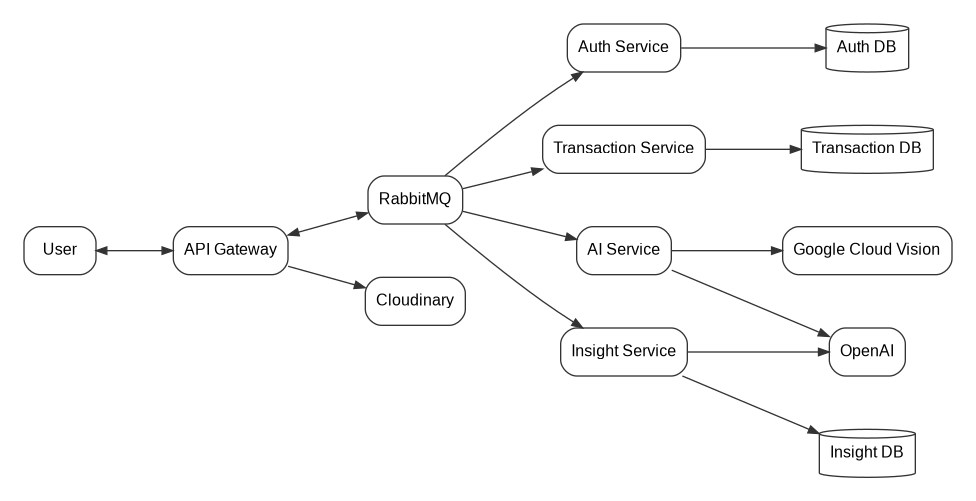 Auth Service
Auth DB
Transaction Service
Transaction DB
RabbitMQ
User
API Gateway
AI Service
Google Cloud Vision
Cloudinary
Insight Service
OpenAI
Insight DB